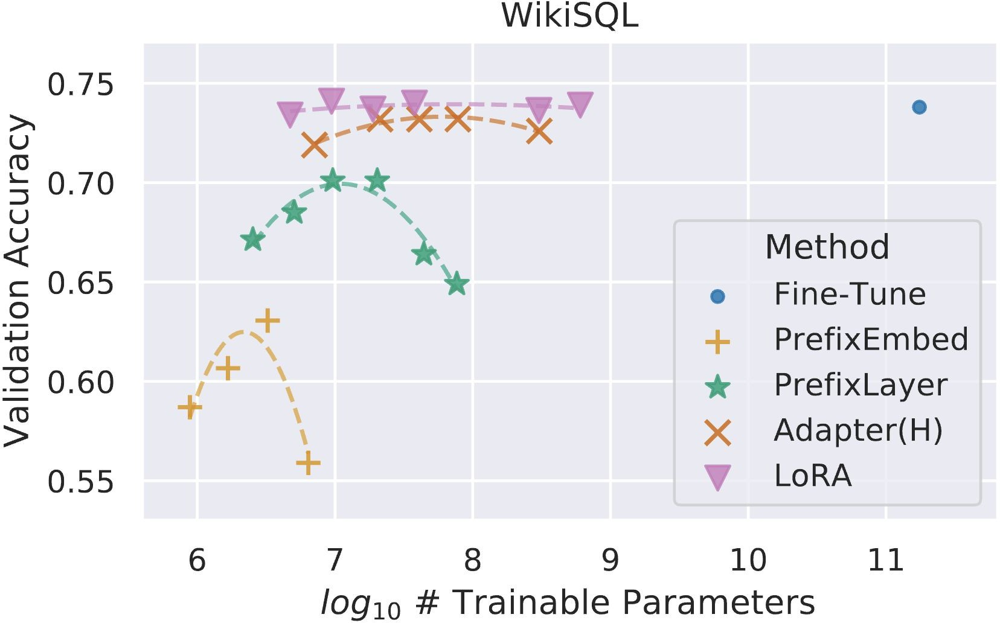 WikiSQL
0.75
0.70
0.65
0.60
0.55
Validation Accuracy
6 7 8 9 10 11
log₁₀ # Trainable Parameters
Method
Fine-Tune
PrefixEmbed
PrefixLayer
Adapter(H)
LoRA